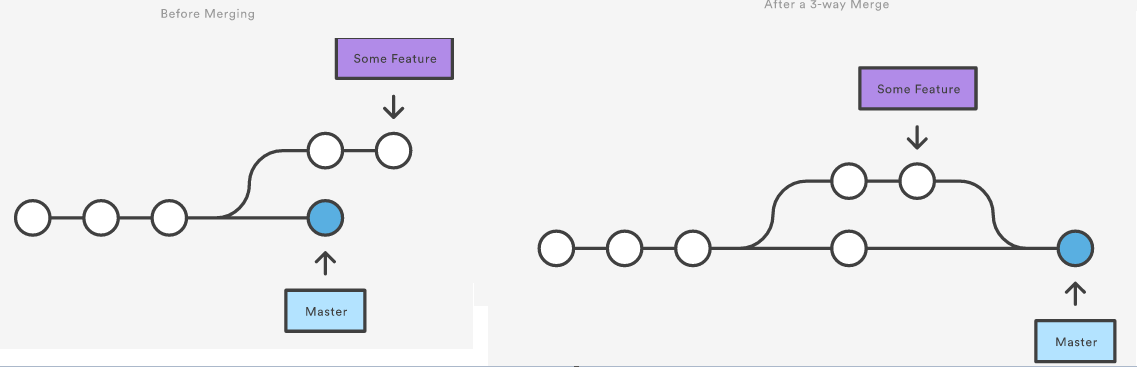 Before Merging
Some Feature
Master
After a 3-way Merge
Some Feature
Master